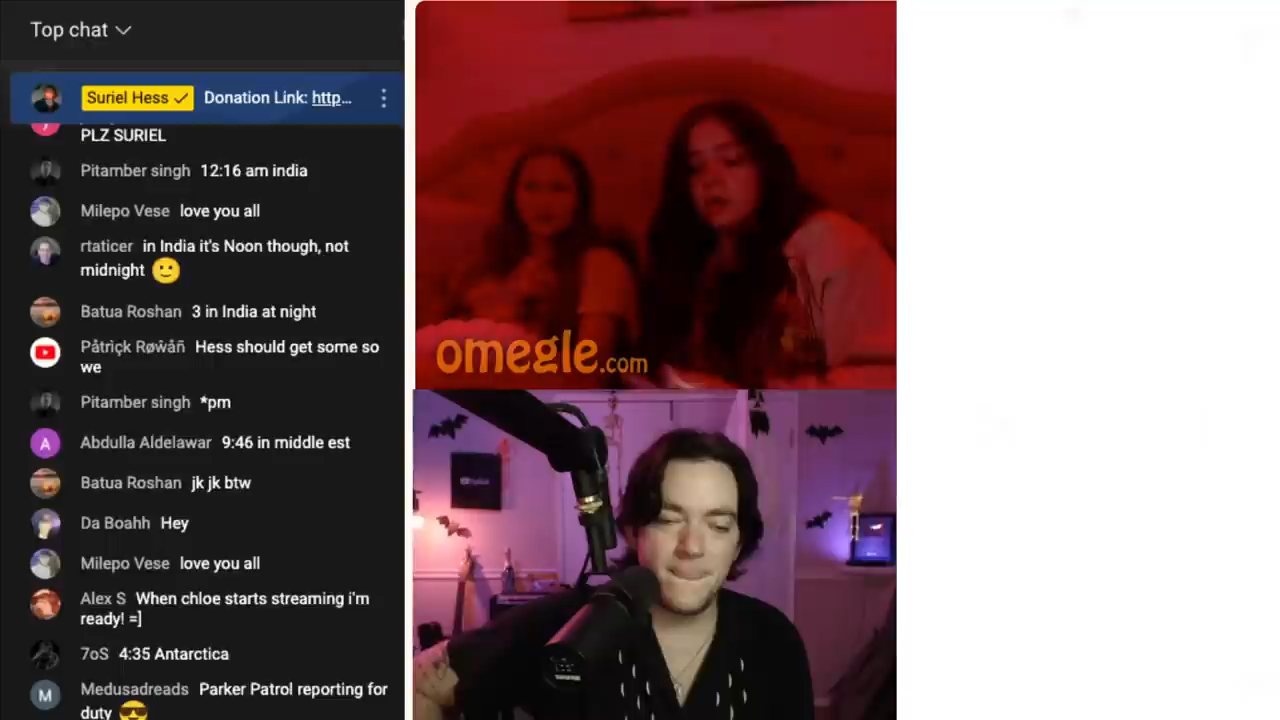 Top chat
Suriel Hess Donation Link: http...
PLZ SURIEL
Pitamber singh 12:16 am india
Milepo Vese love you all
rtaticer in India it's Noon though, not
midnight
Batua Roshan 3 in India at night
Påtrìçk Røwåñ Hess should get some so
we
Pitamber singh *pm
A Abdulla Aldelawar 9:46 in middle est
Batua Roshan jk jk btw
Da Boahh Hey
Milepo Vese love you all
Alex S When chloe starts streaming i'm
ready! =]
7oS 4:35 Antarctica
M Medusadreads Parker Patrol reporting for
duty
omegle.com